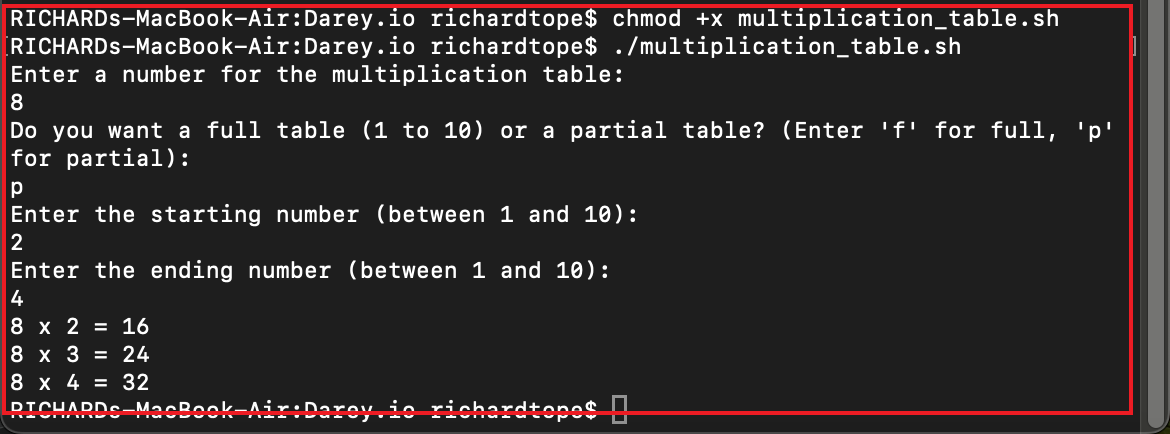 RICHARDs-MacBook-Air:Darey.io richardtope$ chmod +x multiplication_table.sh
[RICHARDs-MacBook-Air:Darey.io richardtope$ ./multiplication_table.sh ]
Enter a number for the multiplication table:
8
Do you want a full table (1 to 10) or a partial table? (Enter 'f' for full, 'p'
for partial):
p
Enter the starting number (between 1 and 10):
2
Enter the ending number (between 1 and 10):
4
8 x 2 = 16
8 x 3 = 24
8 x 4 = 32
RICHARDs-MacBook-Air:Darey.io richardtope$